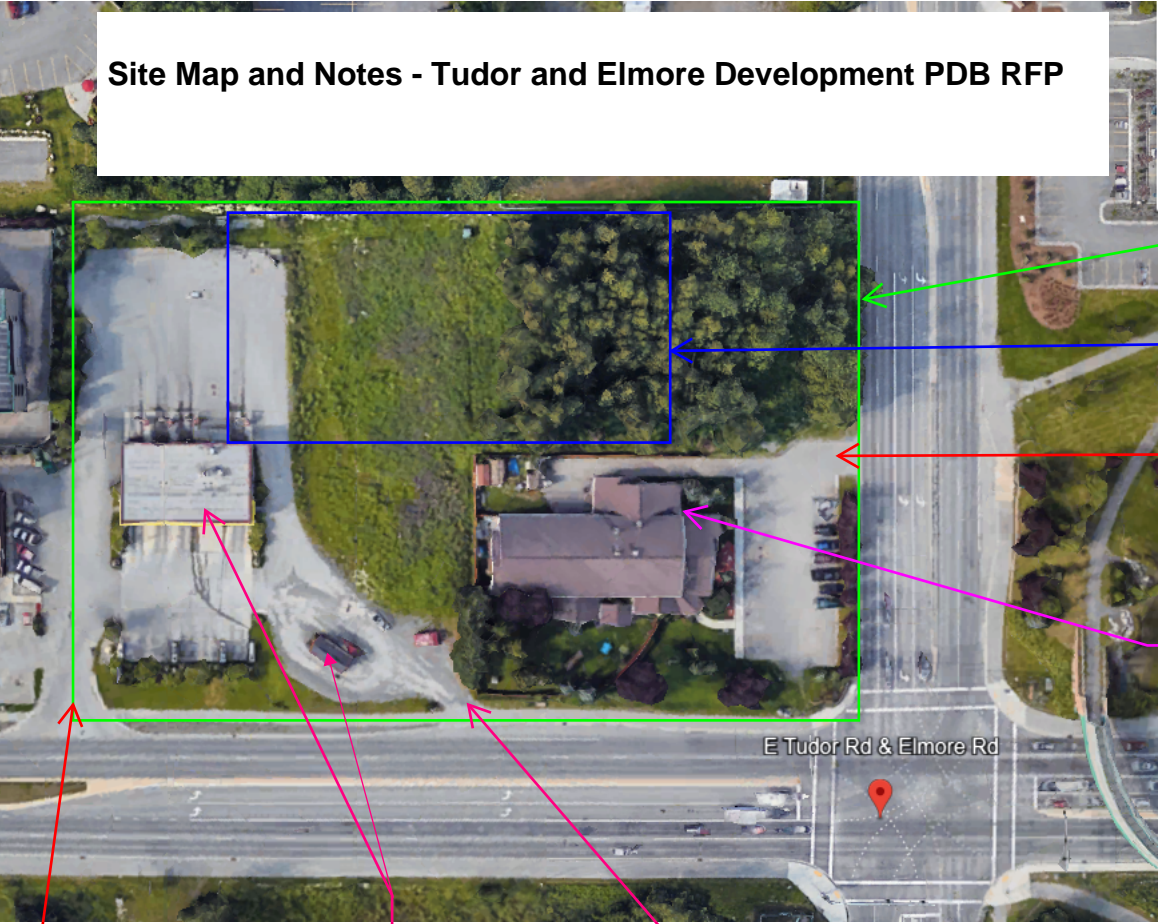 Site Map and Notes - Tudor and Elmore Development PDB RFP
E Tudor Rd & Elmore Rd